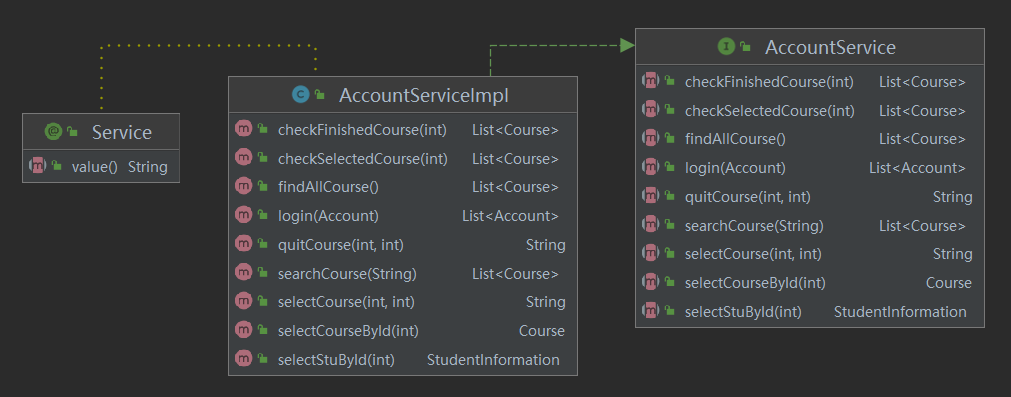 Service
value() String
AccountServiceImpl
checkFinishedCourse(int) List<Course>
checkSelectedCourse(int) List<Course>
findAllCourse() List<Course>
login(Account) List<Account>
quitCourse(int, int) String
searchCourse(String) List<Course>
selectCourse(int, int) String
selectCourseById(int) Course
selectStuById(int) StudentInformation
AccountService
checkFinishedCourse(int) List<Course>
checkSelectedCourse(int) List<Course>
findAllCourse() List<Course>
login(Account) List<Account>
quitCourse(int, int) String
searchCourse(String) List<Course>
selectCourse(int, int) String
selectCourseById(int) Course
selectStuById(int) StudentInformation